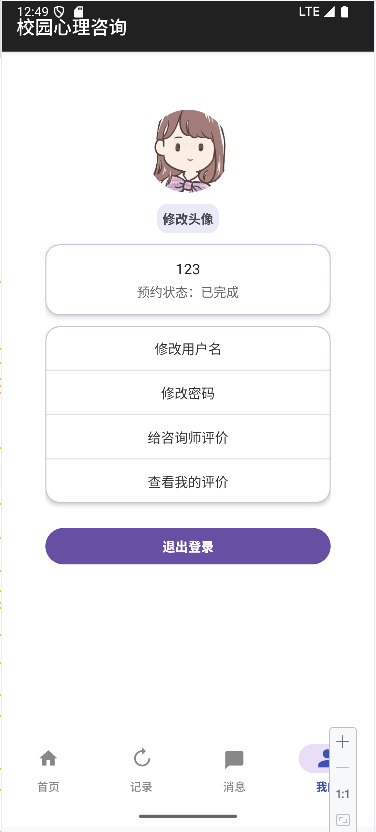 12:49 LTE
校园心理咨询
修改头像
123
预约状态：已完成
修改用户名
修改密码
给咨询师评价
查看我的评价
退出登录
首页 记录 消息 我
1:1